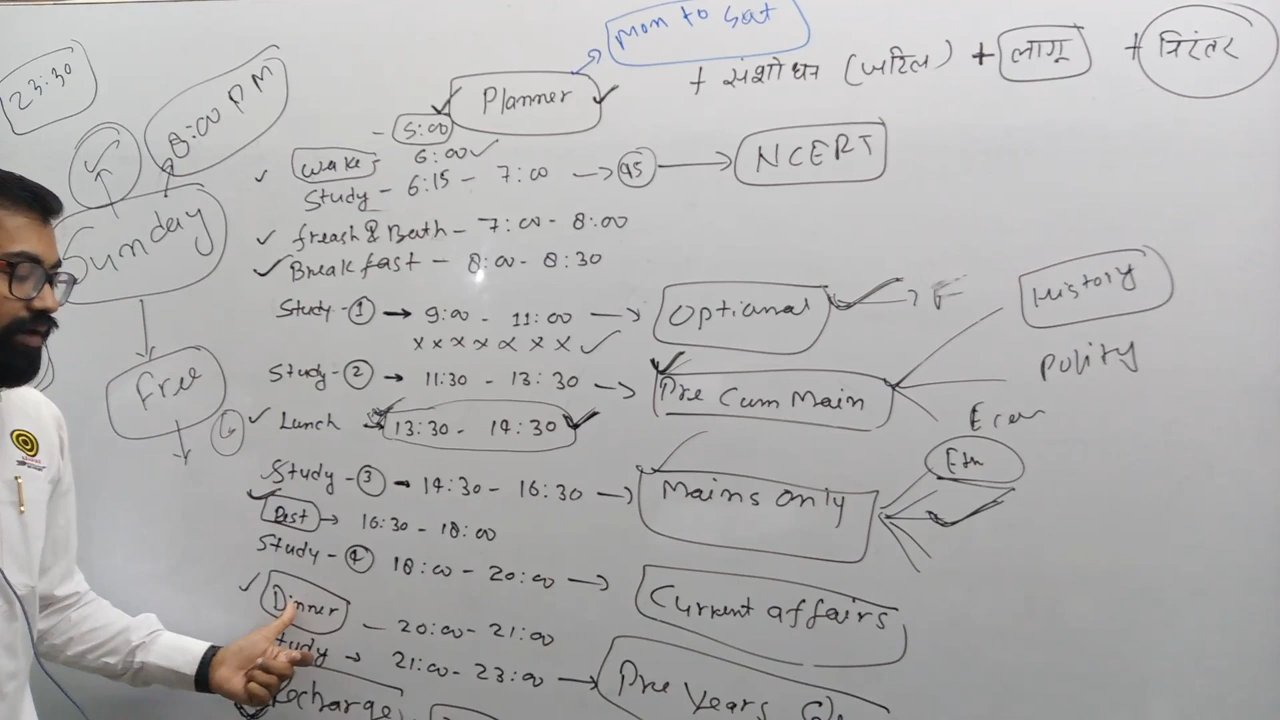 Mon to Sat
23:30
8:00 PM
Planner
+ संशोधन (जटिल) + लागू + निरंतर
- 5:00
Wake 6:00
Study - 6:15 - 7:00 → 45 → NCERT
Sunday
freash & Bath - 7:00 - 8:00
Breakfast - 8:00 - 8:30
Study - 1 → 9:00 - 11:00 → Optional → F
History
x x x x x x x
Polity
Study - 2 → 11:30 - 13:30 → Pre Cum Main
Free
Econ
Lunch → 13:30 - 14:30
Eth
Study - 3 - 14:30 - 16:30 → Mains Only
Rest → 16:30 - 18:00
Study - 4 18:00 - 20:00 → Current affairs
Dinner - 20:00 - 21:00
Study → 21:00 - 23:00 → Pre Years
Recharge